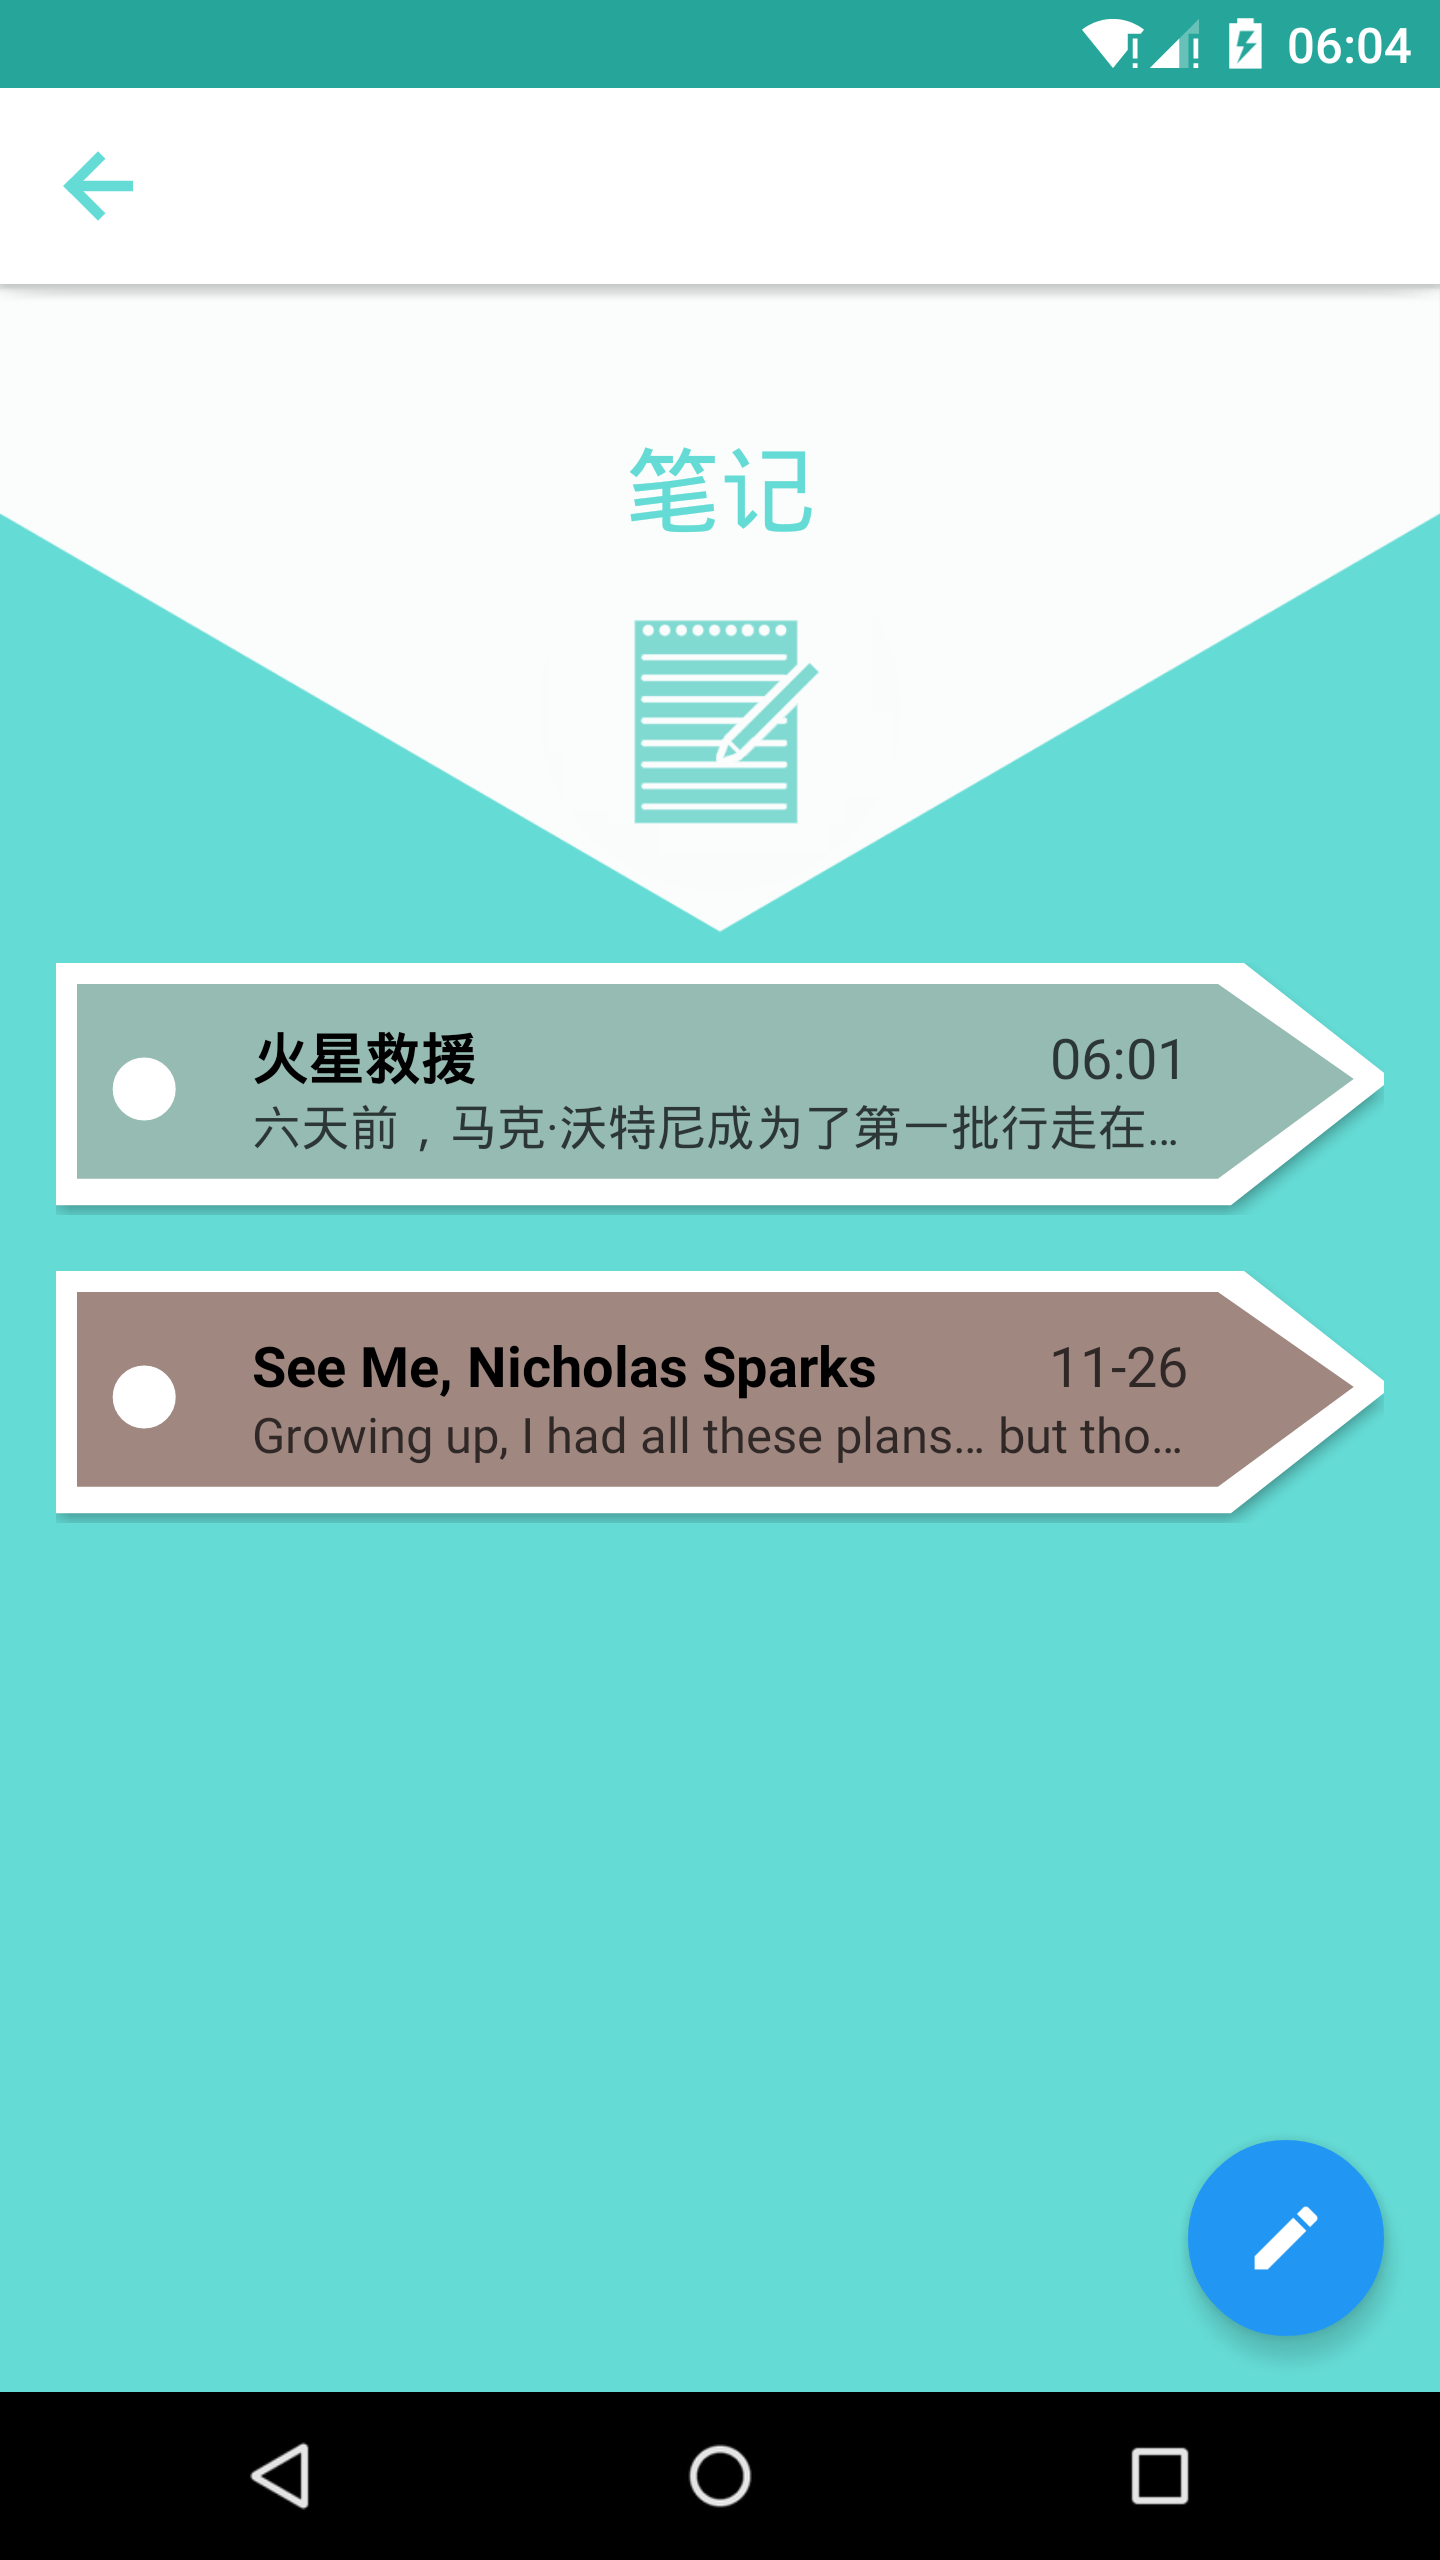 06:04
笔记
火星救援 06:01
六天前，马克·沃特尼成为了第一批行走在…
See Me, Nicholas Sparks 11-26
Growing up, I had all these plans… but tho…